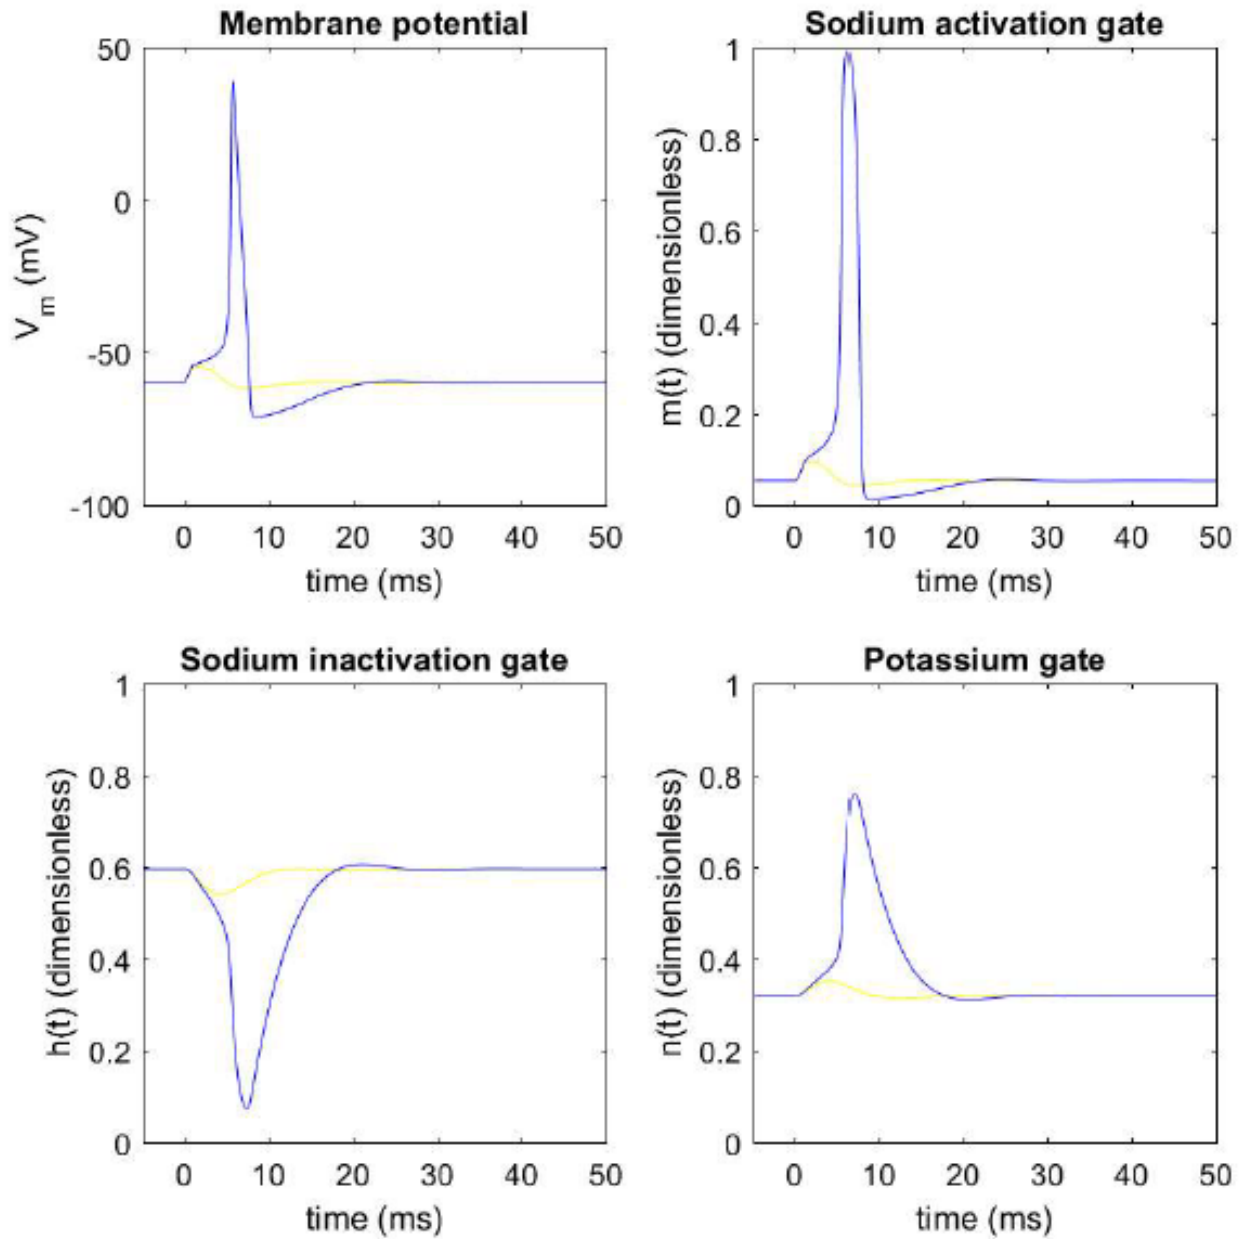 Membrane potential
50
0
-50
-100
V_m (mV)
0 10 20 30 40 50
time (ms)
Sodium activation gate
1
0.8
0.6
0.4
0.2
0
m(t) (dimensionless)
0 10 20 30 40 50
time (ms)
Sodium inactivation gate
1
0.8
0.6
0.4
0.2
0
h(t) (dimensionless)
0 10 20 30 40 50
time (ms)
Potassium gate
1
0.8
0.6
0.4
0.2
0
n(t) (dimensionless)
0 10 20 30 40 50
time (ms)